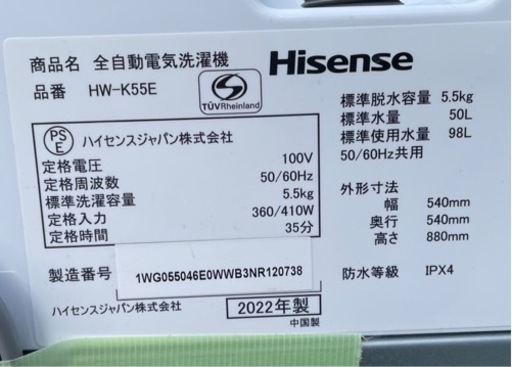 商品名 全自動電気洗濯機
品番 HW-K55E
TÜVRheinland
Hisense
PS
E
ハイセンスジャパン株式会社
定格電圧 100V
定格周波数 50/60Hz
標準洗濯容量 5.5kg
定格入力 360/410W
定格時間 35分
標準脱水容量 5.5kg
標準水量 50L
標準使用水量 98L
50/60Hz共用
外形寸法
幅 540mm
奥行 540mm
高さ 880mm
製造番号 1WG055046E0WWB3NR120738
防水等級 IPX4
ハイセンスジャパン株式会社
2022年製
中国製